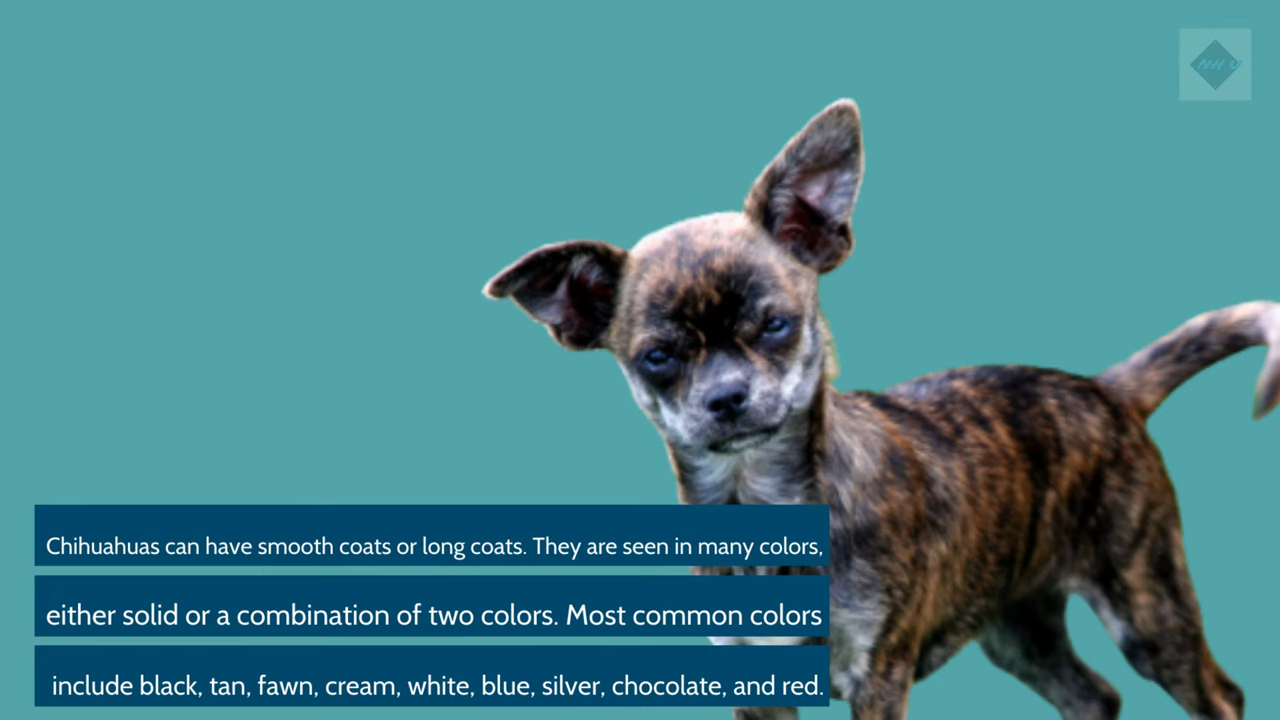 NHV
Chihuahuas can have smooth coats or long coats. They are seen in many colors,
either solid or a combination of two colors. Most common colors
include black, tan, fawn, cream, white, blue, silver, chocolate, and red.